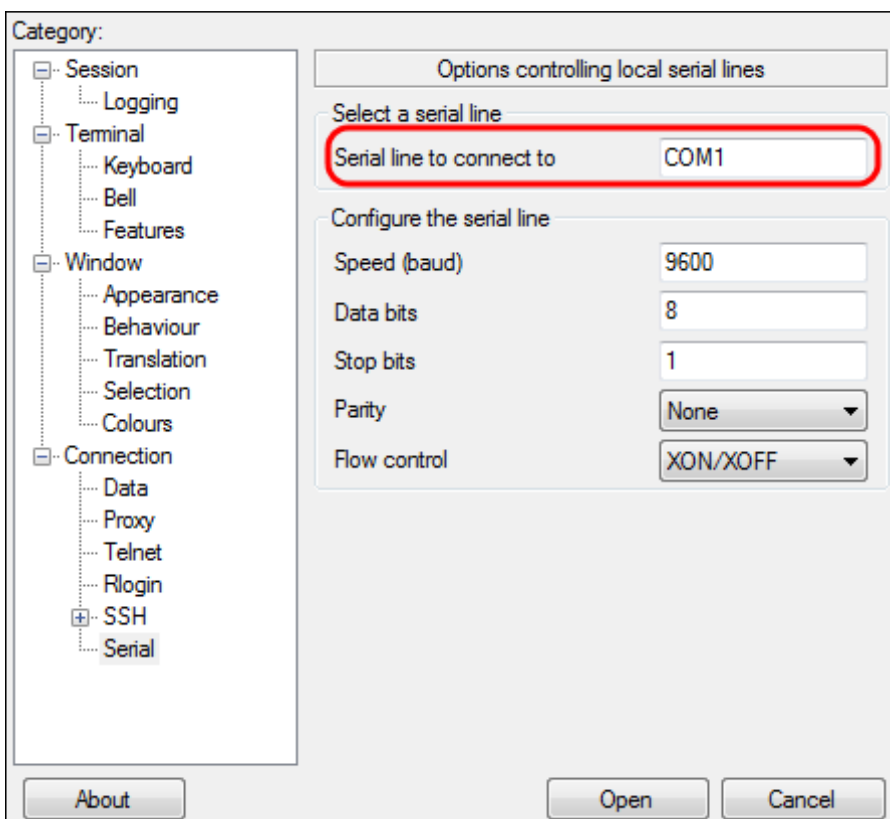 Category:
Session
Logging
Terminal
Keyboard
Bell
Features
Window
Appearance
Behaviour
Translation
Selection
Colours
Connection
Data
Proxy
Telnet
Rlogin
SSH
Serial
Options controlling local serial lines
Select a serial line
Serial line to connect to COM1
Configure the serial line
Speed (baud) 9600
Data bits 8
Stop bits 1
Parity None
Flow control XON/XOFF
About Open Cancel